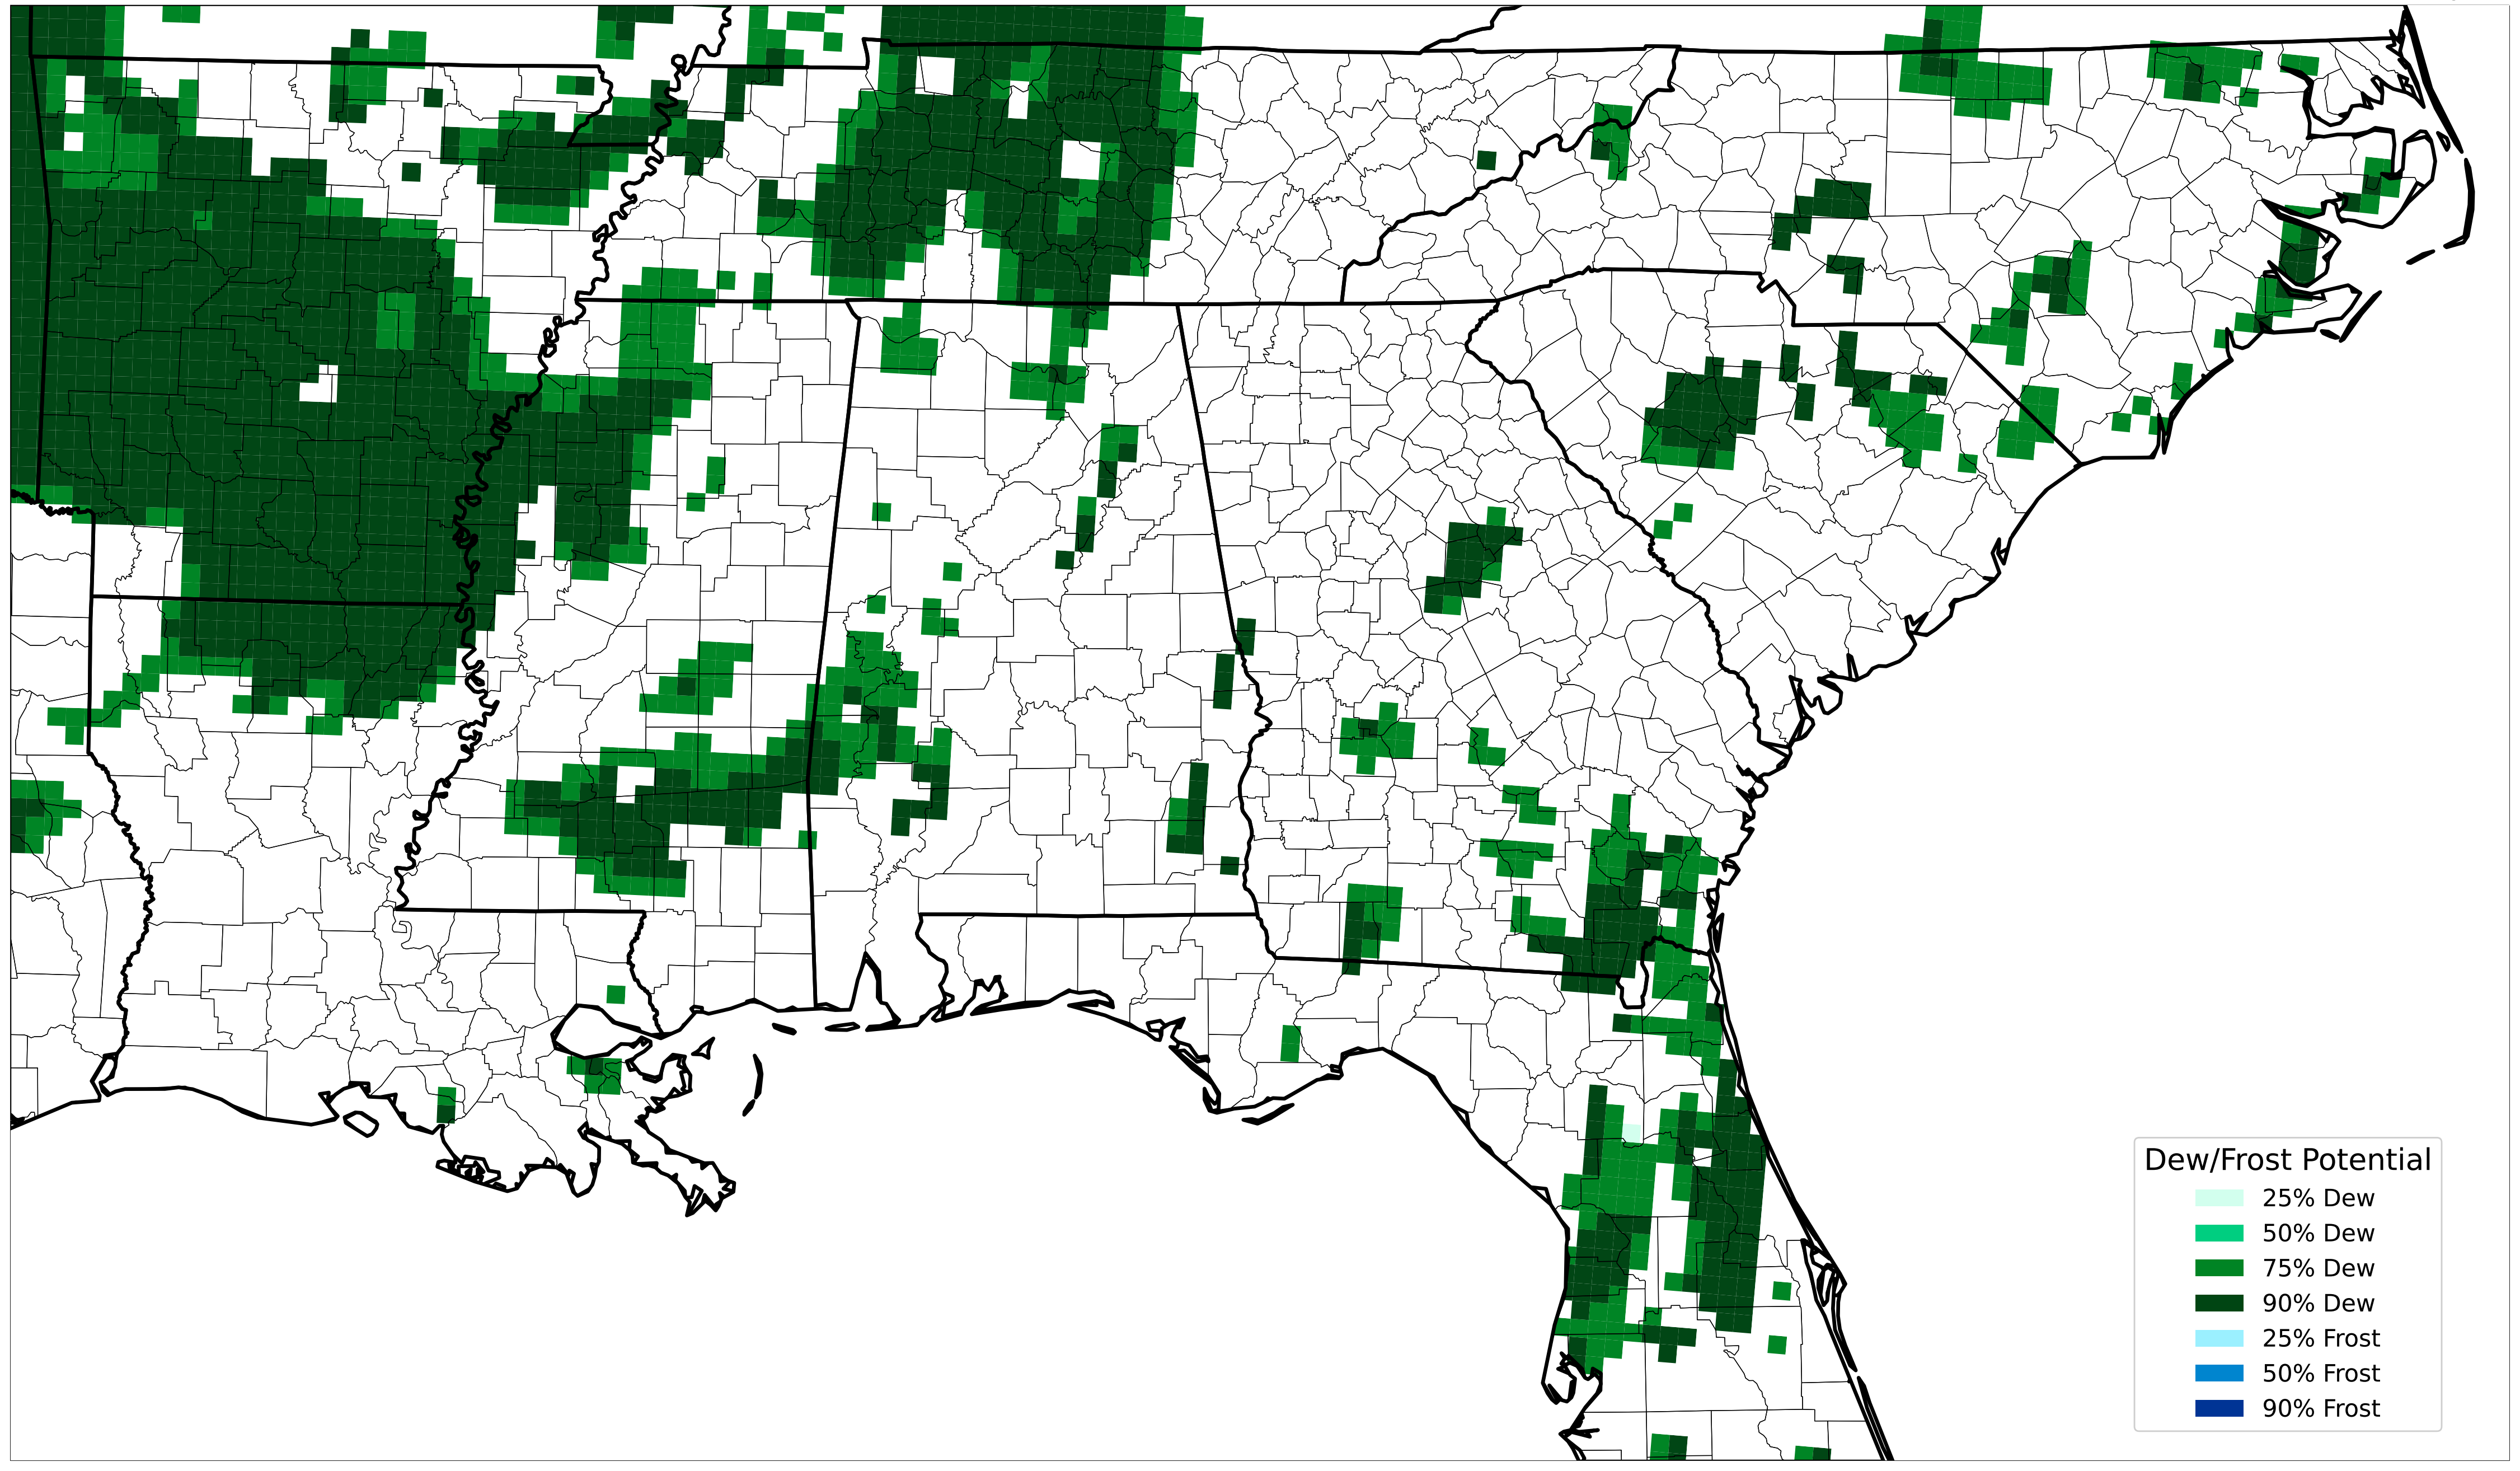 Dew/Frost Potential
25% Dew
50% Dew
75% Dew
90% Dew
25% Frost
50% Frost
90% Frost